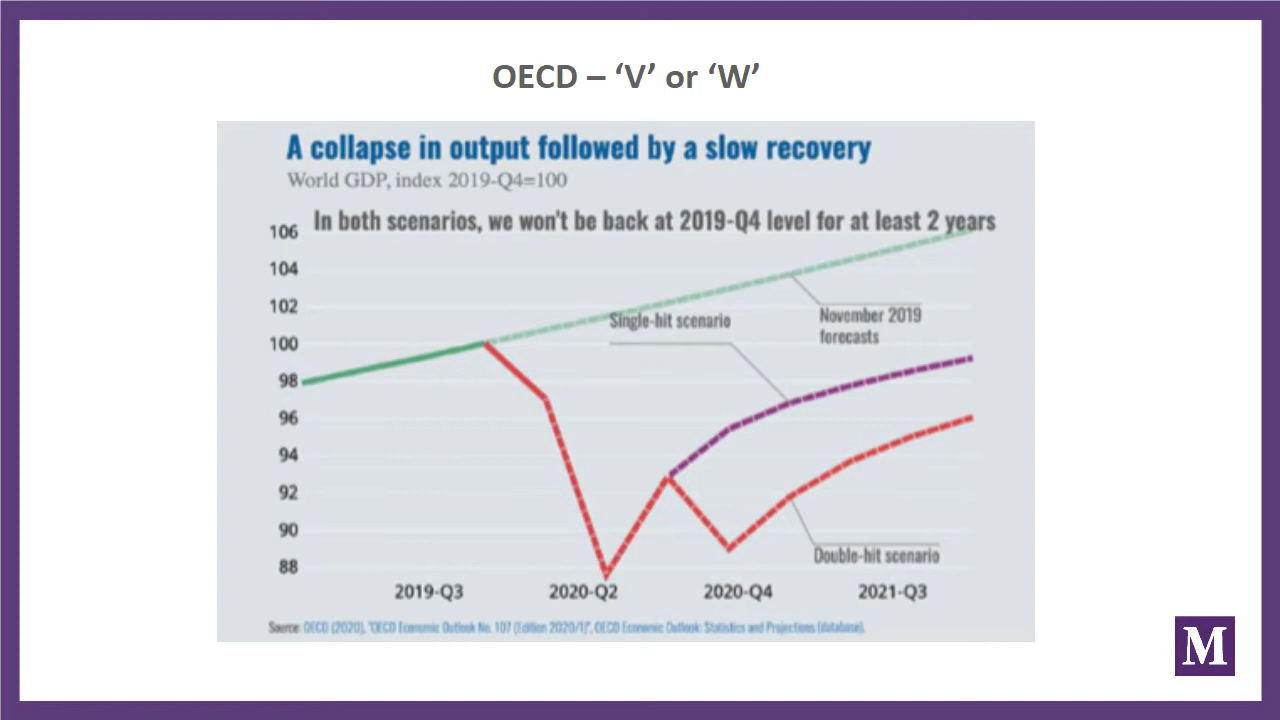 OECD – ‘V’ or ‘W’
A collapse in output followed by a slow recovery
World GDP, index 2019-Q4=100
In both scenarios, we won't be back at 2019-Q4 level for at least 2 years
106
104
102
100
98
96
94
92
90
88
Single-hit scenario
November 2019
forecasts
Double-hit scenario
2019-Q3
2020-Q2
2020-Q4
2021-Q3
Source: OECD (2020), "OECD Economic Outlook No. 107 (Edition 2020/1)", OECD Economic Outlook: Statistics and Projections (database).
M